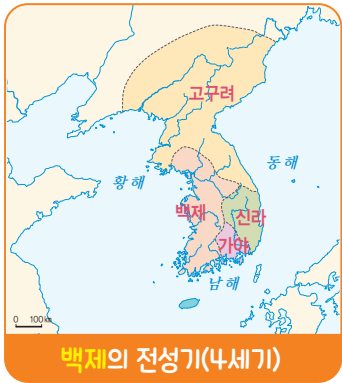 고구려
동해
황해
백제
신라
가야
남해
0 100km
백제의 전성기(4세기)